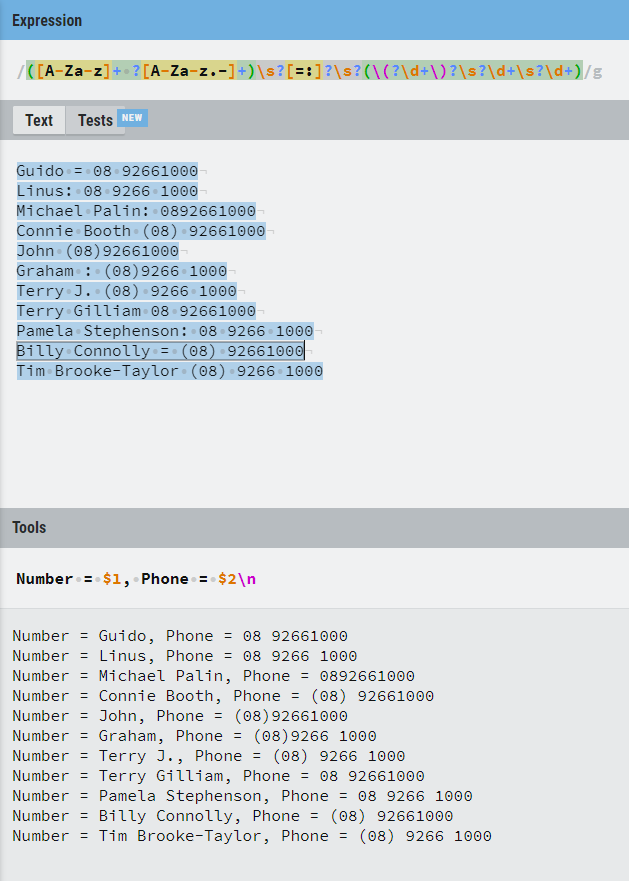 Expression
/([A-Za-z]+ ?[A-Za-z.-]+)\s?[=:]?\s?(\(?\d+\)?\s?\d+\s?\d+)/g
Text Tests NEW
Guido = 08 92661000
Linus: 08 9266 1000
Michael Palin: 0892661000
Connie Booth (08) 92661000
John (08)92661000
Graham : (08)9266 1000
Terry J. (08) 9266 1000
Terry Gilliam 08 92661000
Pamela Stephenson: 08 9266 1000
Billy Connolly = (08) 92661000
Tim Brooke-Taylor (08) 9266 1000
Tools
Number = $1, Phone = $2\n
Number = Guido, Phone = 08 92661000
Number = Linus, Phone = 08 9266 1000
Number = Michael Palin, Phone = 0892661000
Number = Connie Booth, Phone = (08) 92661000
Number = John, Phone = (08)92661000
Number = Graham, Phone = (08)9266 1000
Number = Terry J., Phone = (08) 9266 1000
Number = Terry Gilliam, Phone = 08 92661000
Number = Pamela Stephenson, Phone = 08 9266 1000
Number = Billy Connolly, Phone = (08) 92661000
Number = Tim Brooke-Taylor, Phone = (08) 9266 1000